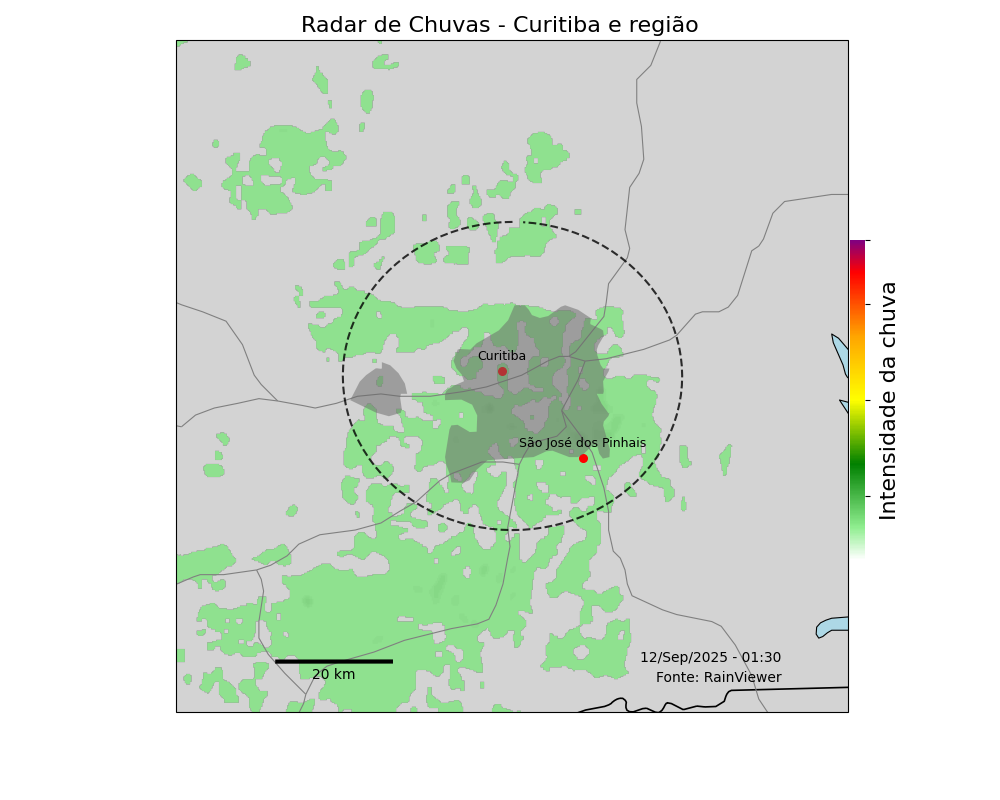 Radar de Chuvas - Curitiba e região
Curitiba
São José dos Pinhais
Intensidade da chuva
12/Sep/2025 - 01:30
Fonte: RainViewer
20 km